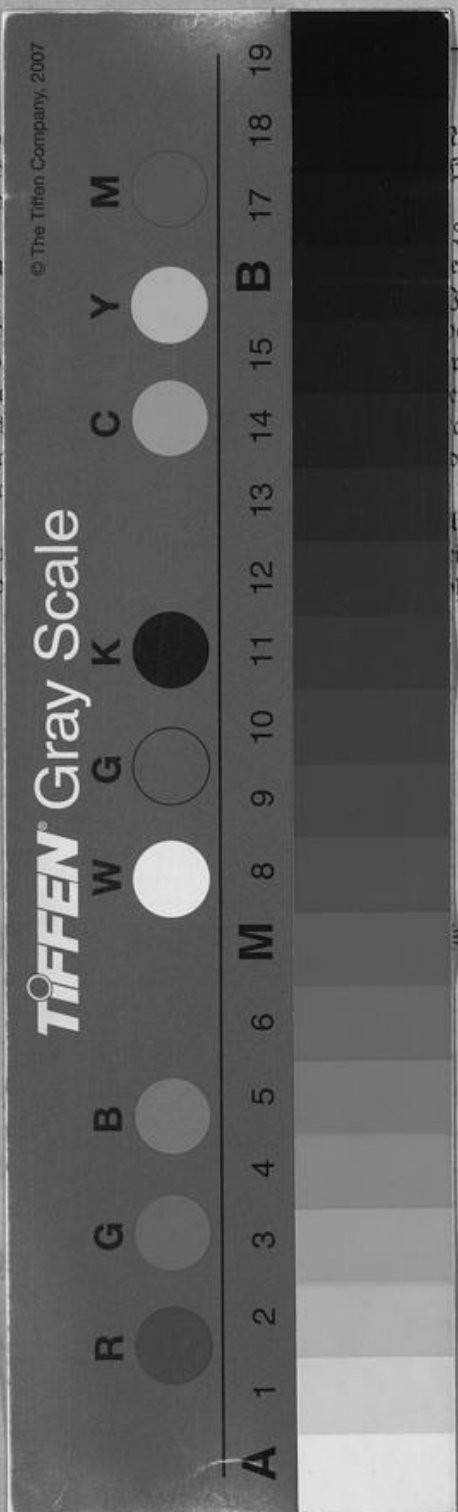 © The Tiffen Company, 2007
TIFFEN® Gray Scale
R G B W G K C Y M
A 1 2 3 4 5 6 M 8 9 10 11 12 13 14 15 B 17 18 19